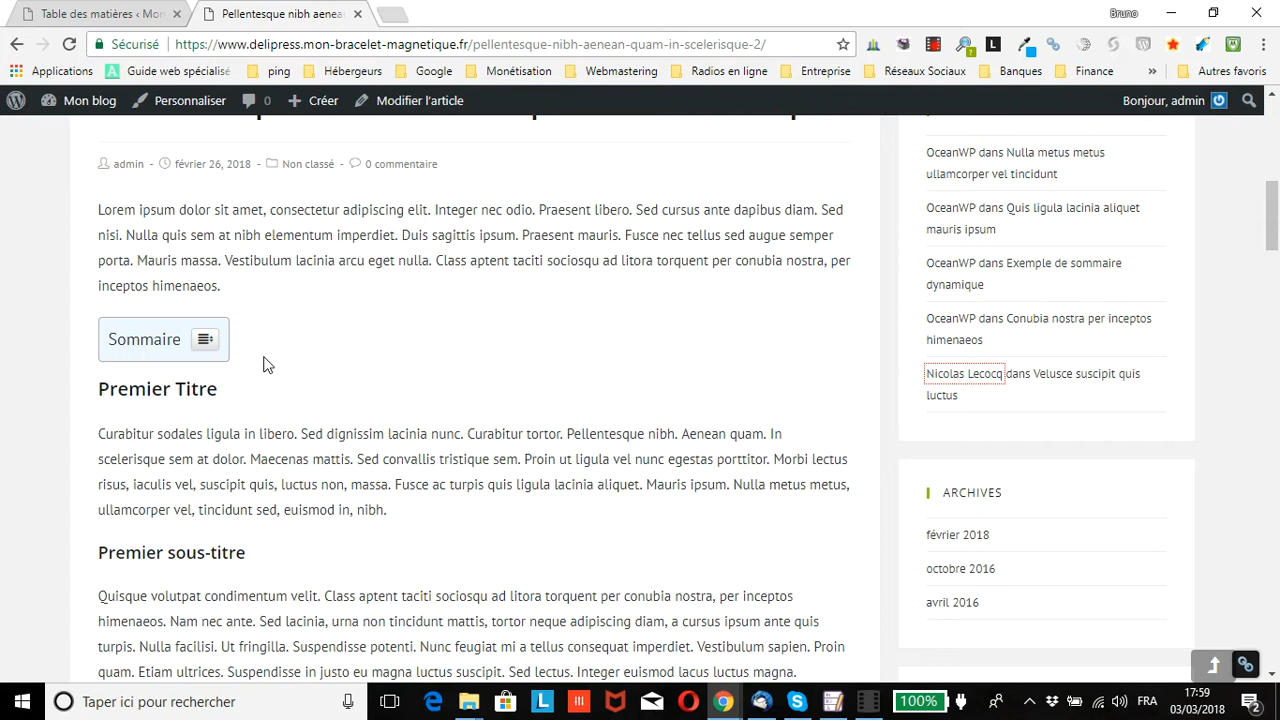 Table des matières ‹ Mon
Pellentesque nibh aenea
Bruno
Sécurisé
https://www.delipress.mon-bracelet-magnetique.fr/pellentesque-nibh-aenean-quam-in-scelerisque-2/
Applications
Guide web spécialisé
ping
Hébergeurs
Google
Monétisation
Webmastering
Radios en ligne
Entreprise
Réseaux Sociaux
Banques
Finance
»
Autres favoris
Mon blog
Personnaliser
0
Créer
Modifier l'article
Bonjour, admin
admin - février 26, 2018 - Non classé - 0 commentaire
Lorem ipsum dolor sit amet, consectetur adipiscing elit. Integer nec odio. Praesent libero. Sed cursus ante dapibus diam. Sed
nisi. Nulla quis sem at nibh elementum imperdiet. Duis sagittis ipsum. Praesent mauris. Fusce nec tellus sed augue semper
porta. Mauris massa. Vestibulum lacinia arcu eget nulla. Class aptent taciti sociosqu ad litora torquent per conubia nostra, per
inceptos himenaeos.
Sommaire
Premier Titre
Curabitur sodales ligula in libero. Sed dignissim lacinia nunc. Curabitur tortor. Pellentesque nibh. Aenean quam. In
scelerisque sem at dolor. Maecenas mattis. Sed convallis tristique sem. Proin ut ligula vel nunc egestas porttitor. Morbi lectus
risus, iaculis vel, suscipit quis, luctus non, massa. Fusce ac turpis quis ligula lacinia aliquet. Mauris ipsum. Nulla metus metus,
ullamcorper vel, tincidunt sed, euismod in, nibh.
Premier sous-titre
Quisque volutpat condimentum velit. Class aptent taciti sociosqu ad litora torquent per conubia nostra, per inceptos
himenaeos. Nam nec ante. Sed lacinia, urna non tincidunt mattis, tortor neque adipiscing diam, a cursus ipsum ante quis
turpis. Nulla facilisi. Ut fringilla. Suspendisse potenti. Nunc feugiat mi a tellus consequat imperdiet. Vestibulum sapien. Proin
quam. Etiam ultrices. Suspendisse in justo eu magna luctus suscipit. Sed lectus. Integer euismod lacus luctus magna.
OceanWP dans Nulla metus metus
ullamcorper vel tincidunt
OceanWP dans Quis ligula lacinia aliquet
mauris ipsum
OceanWP dans Exemple de sommaire
dynamique
OceanWP dans Conubia nostra per inceptos
himenaeos
Nicolas Lecocq dans Velusce suscipit quis
luctus
ARCHIVES
février 2018
octobre 2016
avril 2016
Taper ici pour rechercher
100%
FRA
17:59
03/03/2018
2